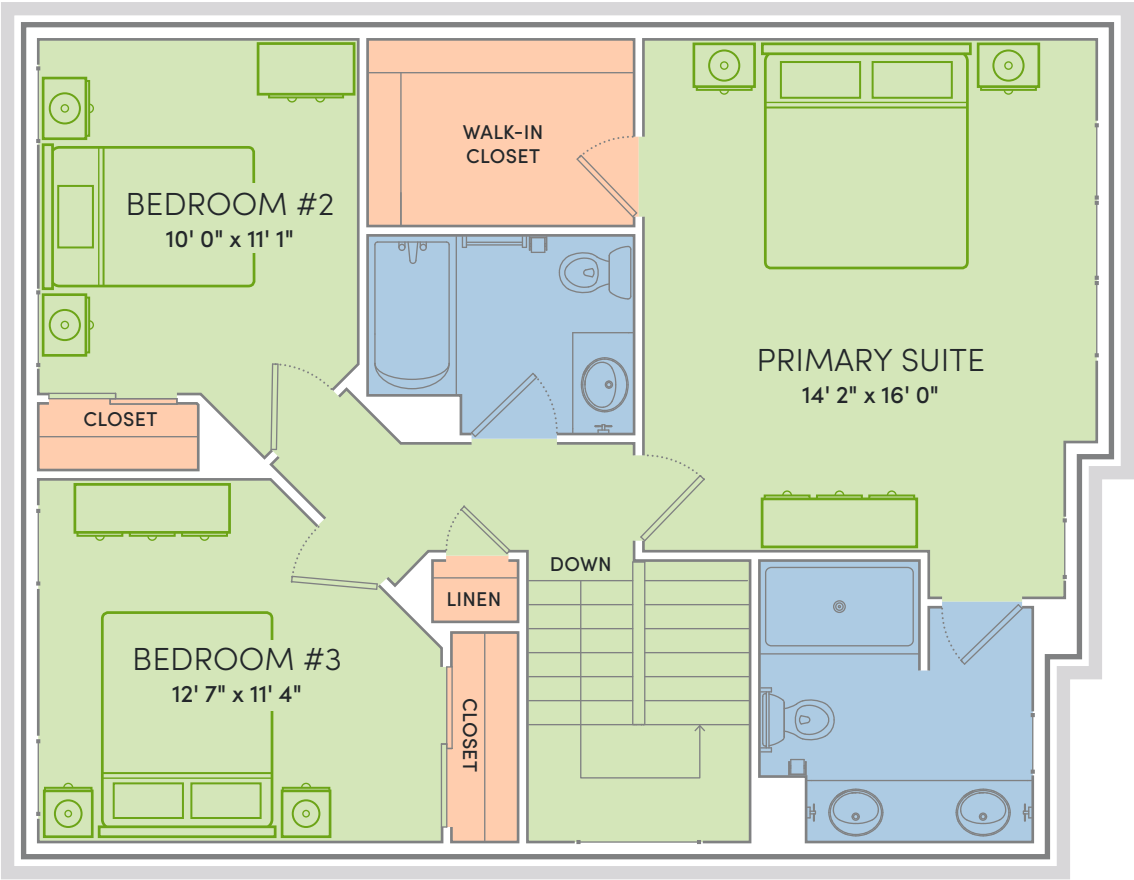 WALK-IN
CLOSET
BEDROOM #2
10' 0" x 11' 1"
PRIMARY SUITE
14' 2" x 16' 0"
CLOSET
DOWN
LINEN
BEDROOM #3
12' 7" x 11' 4"
CLOSET